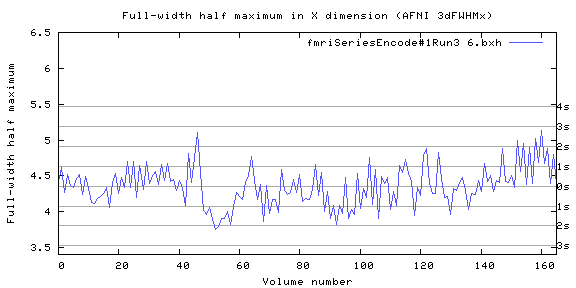 Full-width half maximum in X dimension (AFNI 3dFWHMx)
fmriSeriesEncode#1Run3 6.bxh
Full-width half maximum
6.5
6
5.5
5
4.5
4
3.5
4s
3s
2s
1s
0s
1s
2s
3s
0 20 40 60 80 100 120 140 160
Volume number